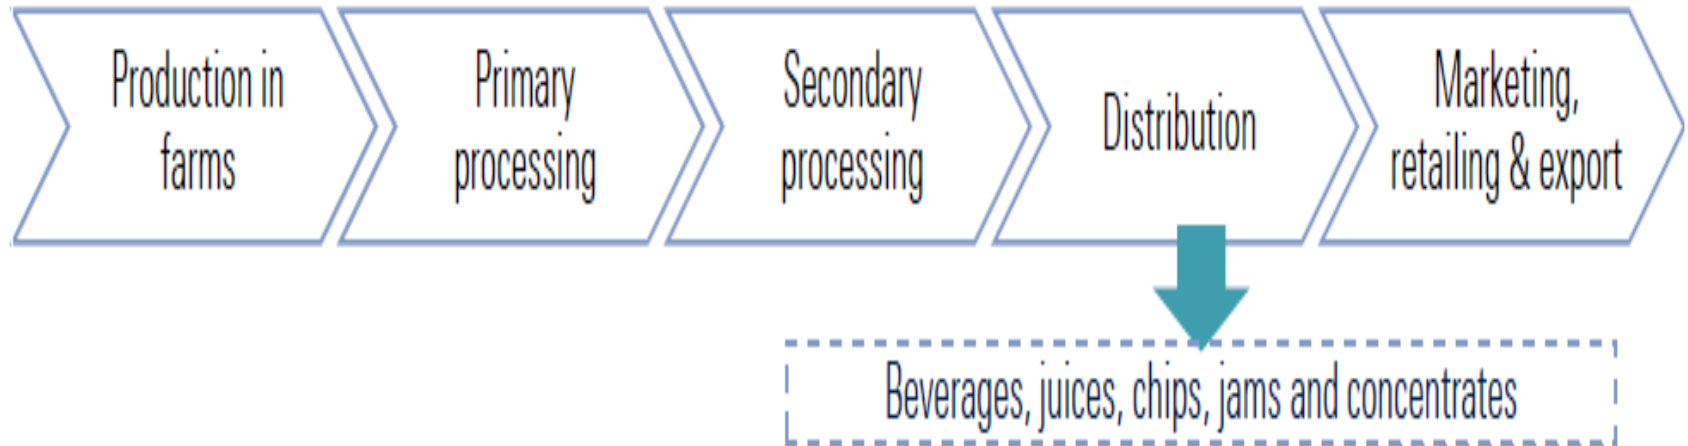 Production in
farms
Primary
processing
Secondary
processing
Distribution
Marketing,
retailing & export
Beverages, juices, chips, jams and concentrates